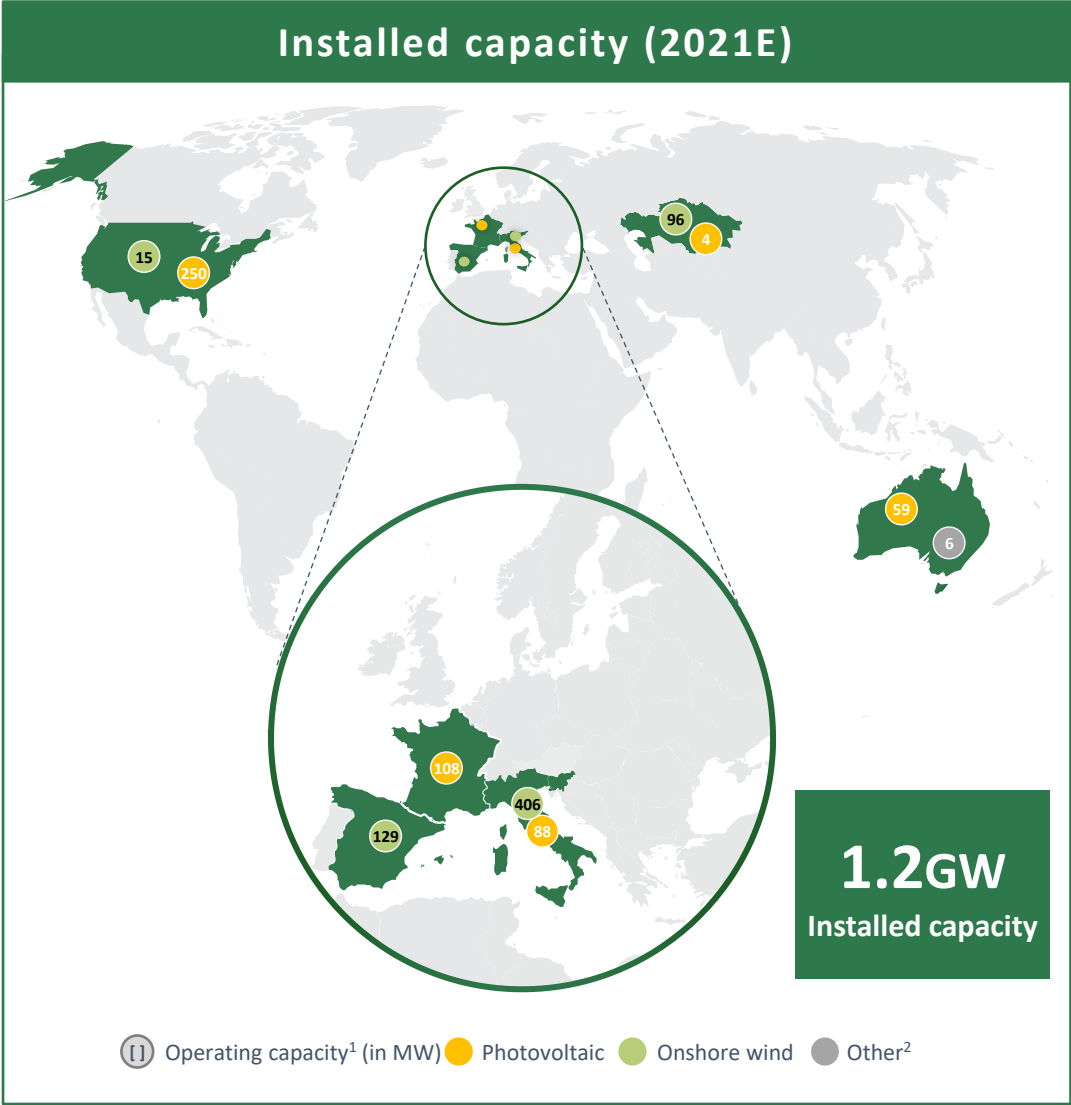 Installed capacity (2021E)
96
4
15
250
59
6
108
406
88
129
1.2GW
Installed capacity
[ ] Operating capacity¹ (in MW) Photovoltaic Onshore wind Other²